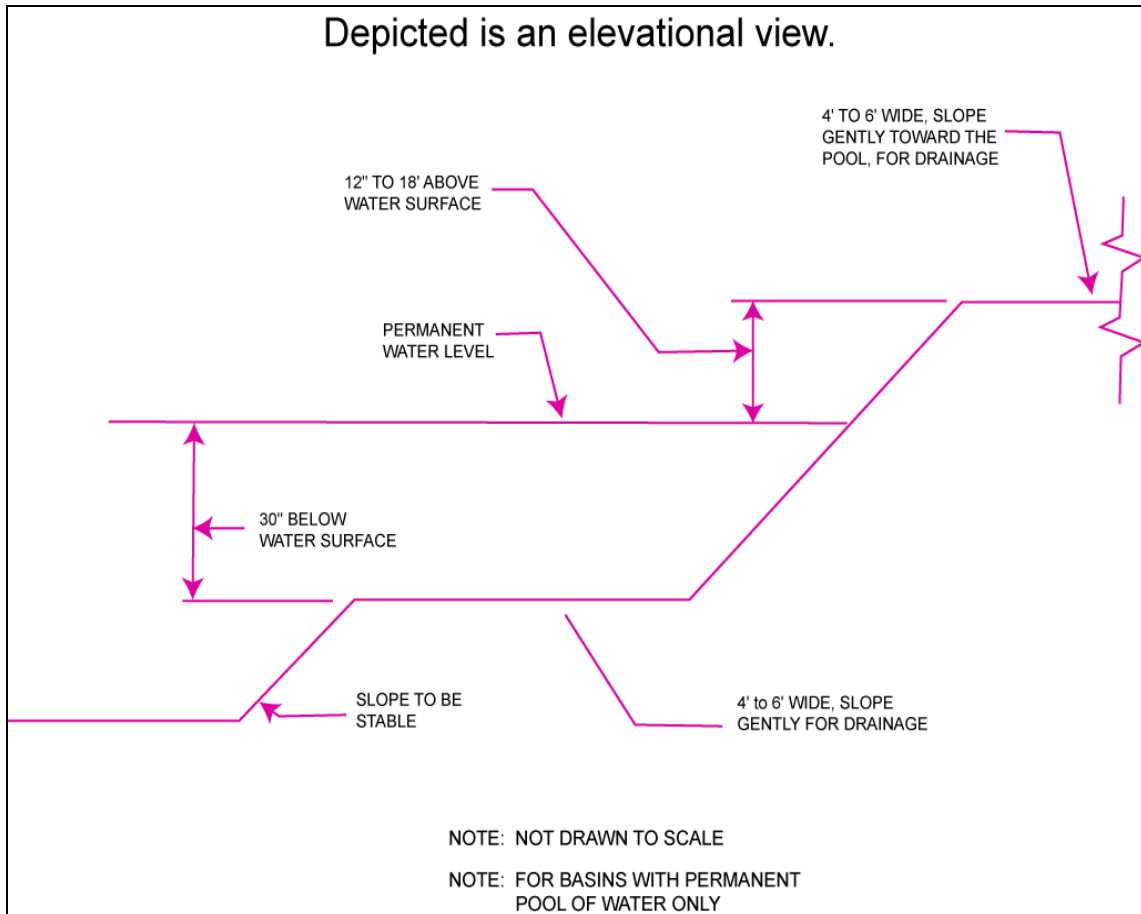 Depicted is an elevational view.
4' TO 6' WIDE, SLOPE
GENTLY TOWARD THE
POOL, FOR DRAINAGE
12" TO 18' ABOVE
WATER SURFACE
PERMANENT
WATER LEVEL
30" BELOW
WATER SURFACE
SLOPE TO BE
STABLE
4' to 6' WIDE, SLOPE
GENTLY FOR DRAINAGE
NOTE: NOT DRAWN TO SCALE
NOTE: FOR BASINS WITH PERMANENT
POOL OF WATER ONLY